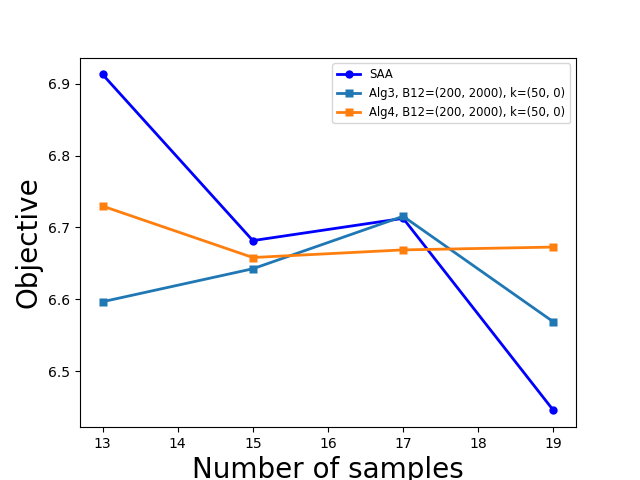 SAA
Alg3, B12=(200, 2000), k=(50, 0)
Alg4, B12=(200, 2000), k=(50, 0)
Objective
6.9
6.8
6.7
6.6
6.5
13 14 15 16 17 18 19
Number of samples